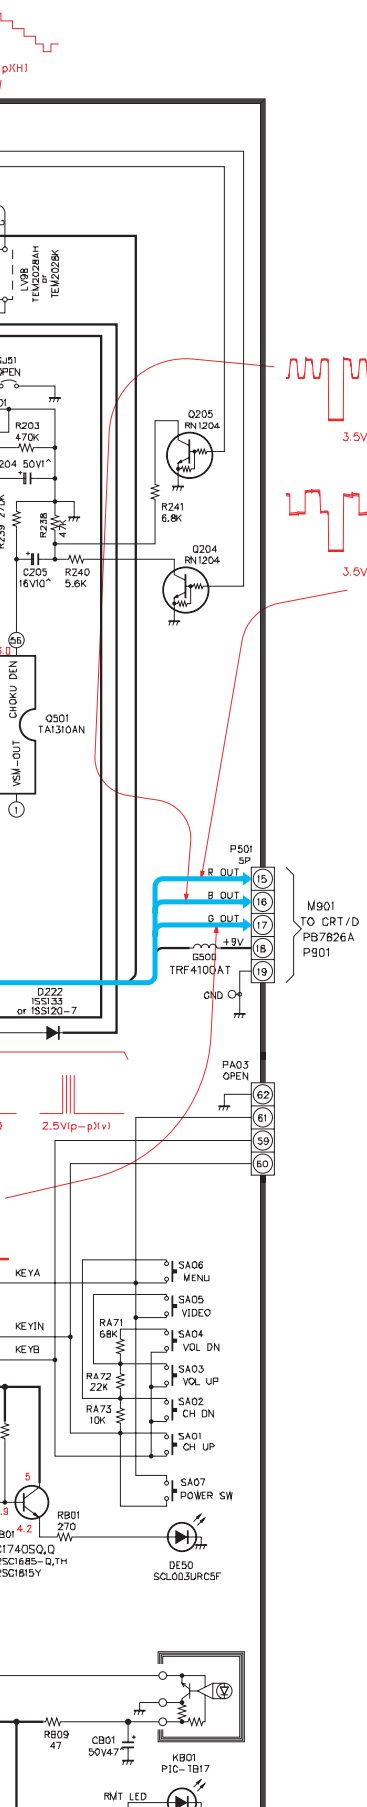 p)(H)
LV9B
TEM2028AH
or
TEM2028K
OPEN
R203
470K
Q205
RN1204
50V1^
3.5V
R241
6.8K
R239 270K
R238
47K
Q204
RN1204
C205
16V10^
R240
5.6K
3.5V
56
CHOKU DEN
Q501
TA1310AN
VSM-OUT
1
P501
5P
R OUT
15
B OUT
16
M901
TO CRT/D
G OUT
17
PB7826A
P901
+9V
18
G500
TRF4100AT
19
GND
D222
1SS133
or 1SS120-7
PA03
OPEN
62
2.5V(p-p)(v)
61
59
60
KEYA
SA06
MENU
SA05
VIDEO
RA71
68K
KEYIN
SA04
VOL DN
KEYB
SA03
VOL UP
RA72
22K
SA02
CH DN
RA73
10K
SA01
CH UP
5
SA07
POWER SW
4.2
RB01
270
C1740SQ,Q
2SC1685-Q,TH
2SC1815Y
DE50
SCL003URC5F
RB09
47
CB01
50V47^
KB01
PIC-TB17
RMT LED